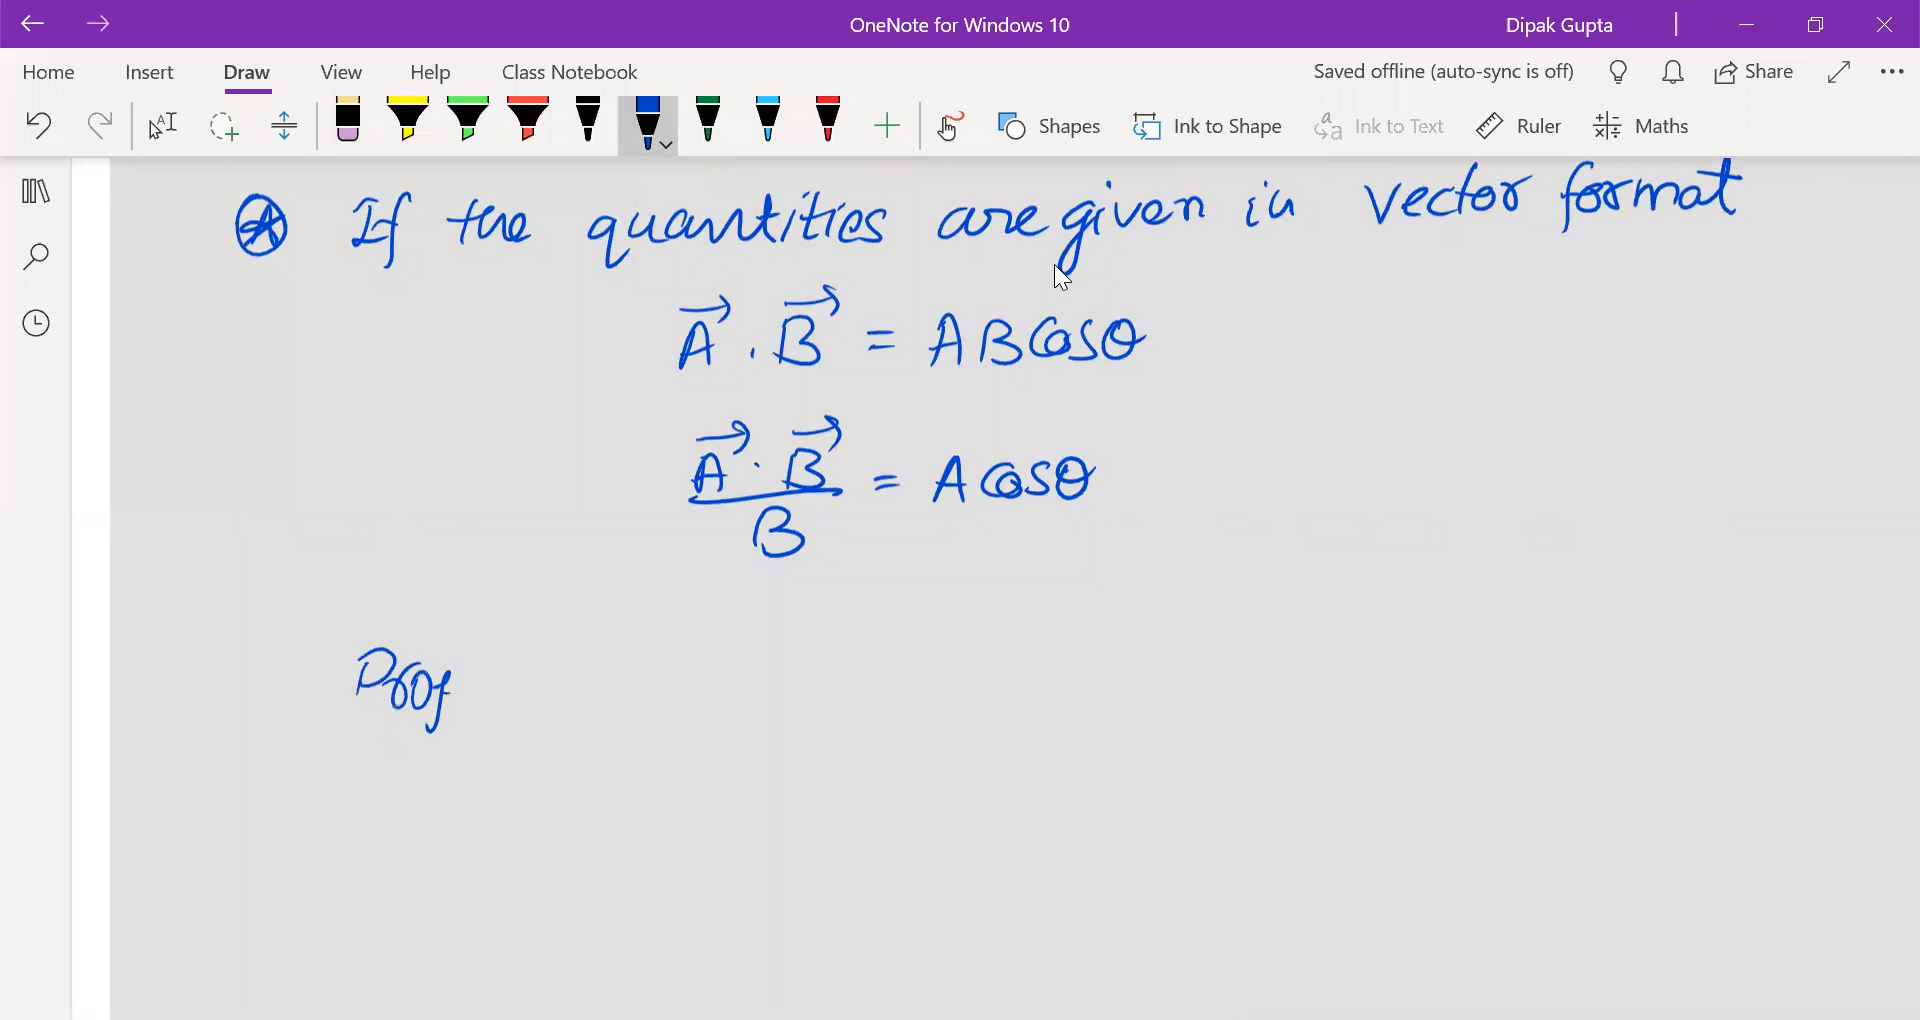 OneNote for Windows 10
Dipak Gupta
Home Insert Draw View Help Class Notebook
Saved offline (auto-sync is off) Share
Shapes Ink to Shape Ink to Text Ruler Maths
If the quantities are given in vector format
A⃗ . B⃗ = A B Cosθ
A⃗ · B⃗ / B = A Cosθ
Prof